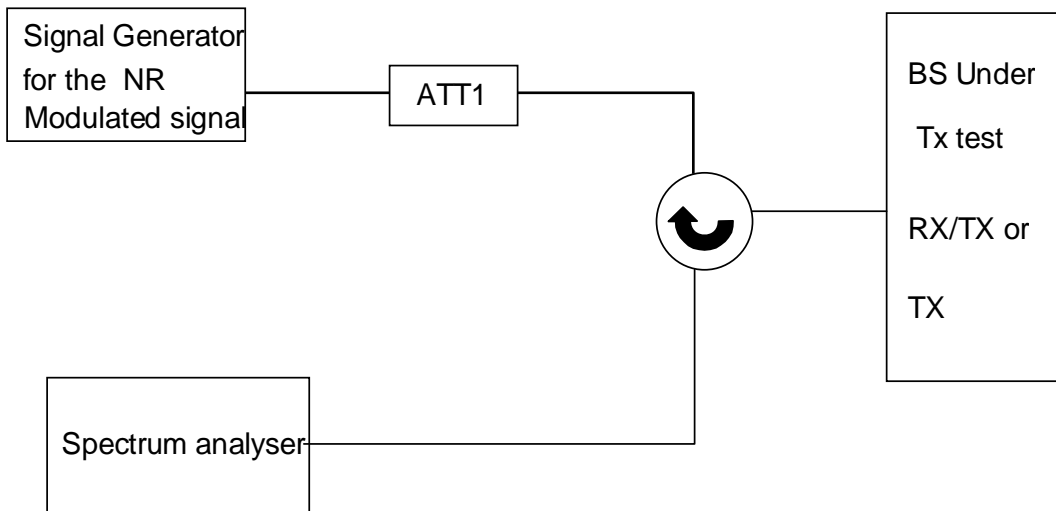 Signal Generator
for the NR
Modulated signal
ATT1
BS Under
Tx test
RX/TX or
TX
Spectrum analyser